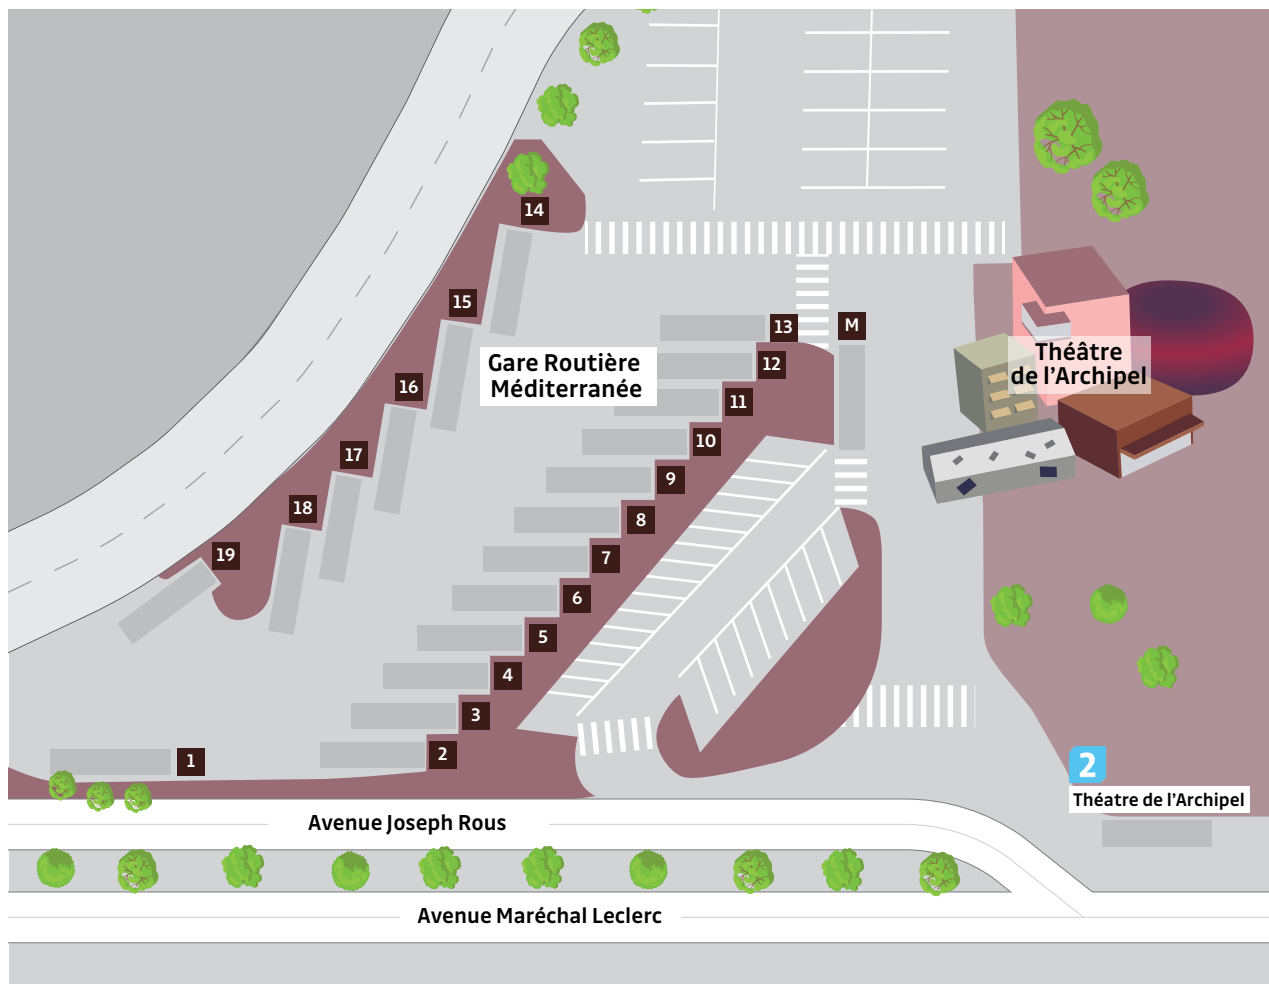 14
15
13
M
Gare Routière
Méditerranée
12
Théâtre
de l'Archipel
16
11
10
17
9
18
8
19
7
6
5
4
3
2
1
2
Théatre de l'Archipel
Avenue Joseph Rous
Avenue Maréchal Leclerc